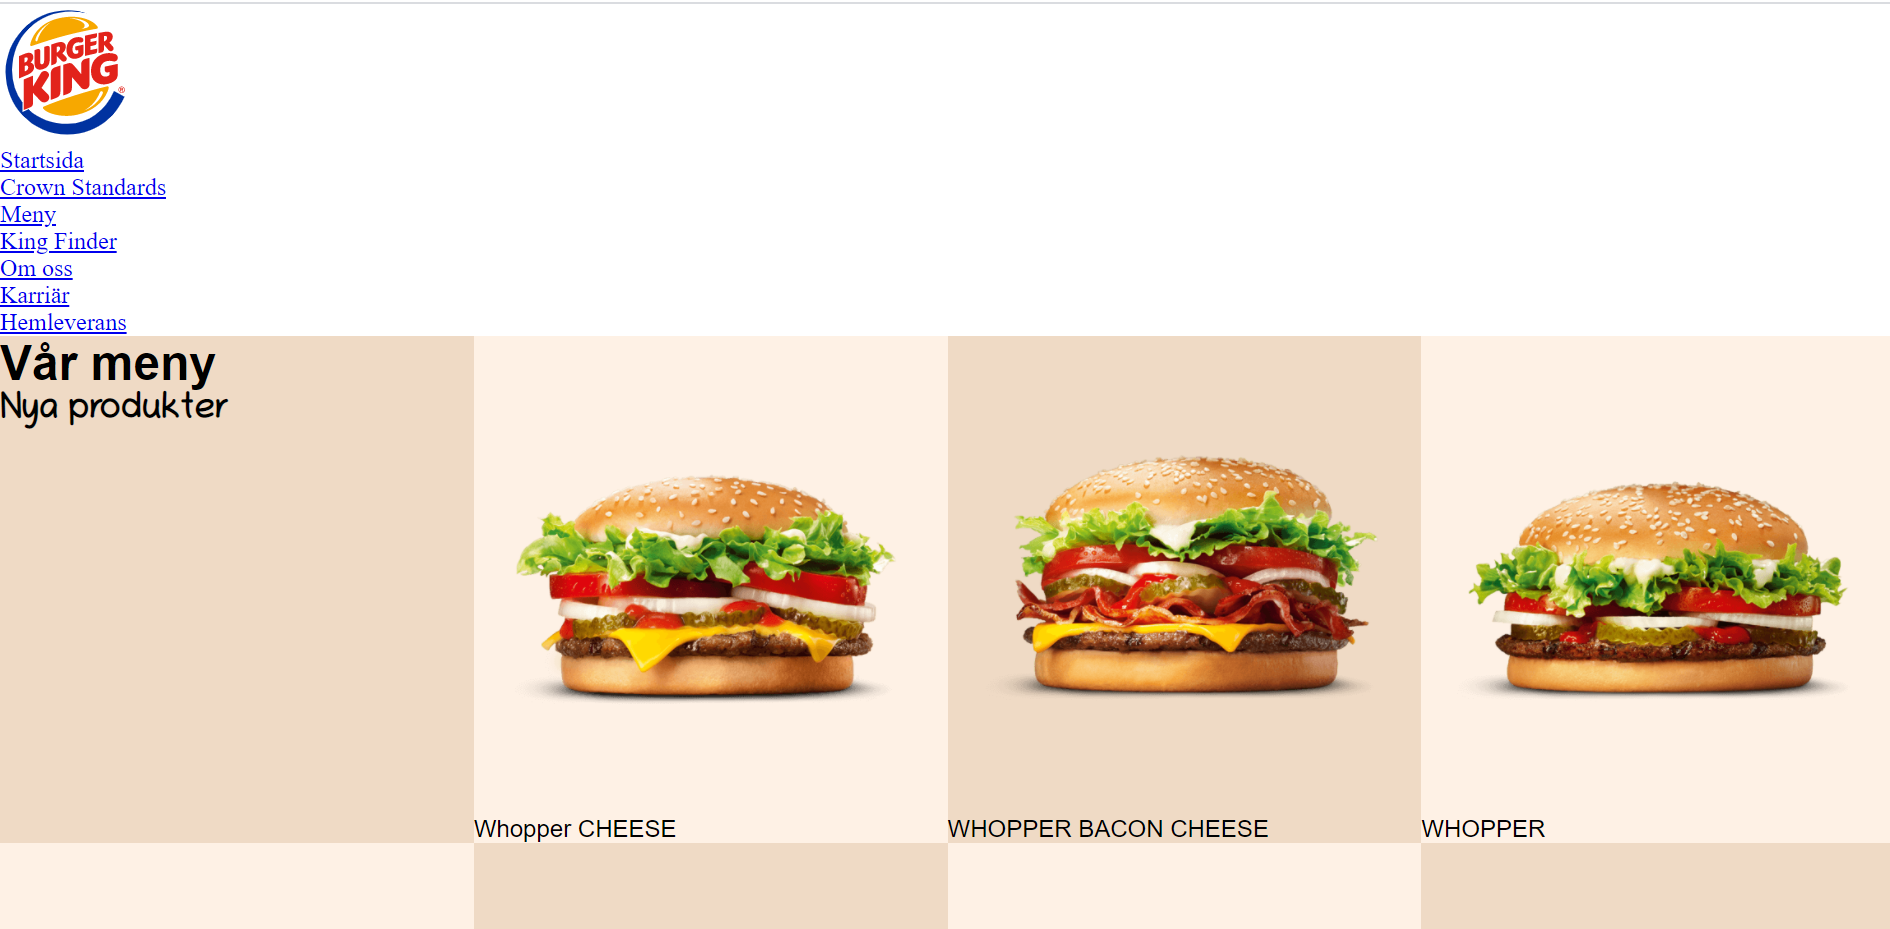 BURGER
KING®
Startsida
Crown Standards
Meny
King Finder
Om oss
Karriär
Hemleverans
Vår meny
Nya produkter
Whopper CHEESE
WHOPPER BACON CHEESE
WHOPPER